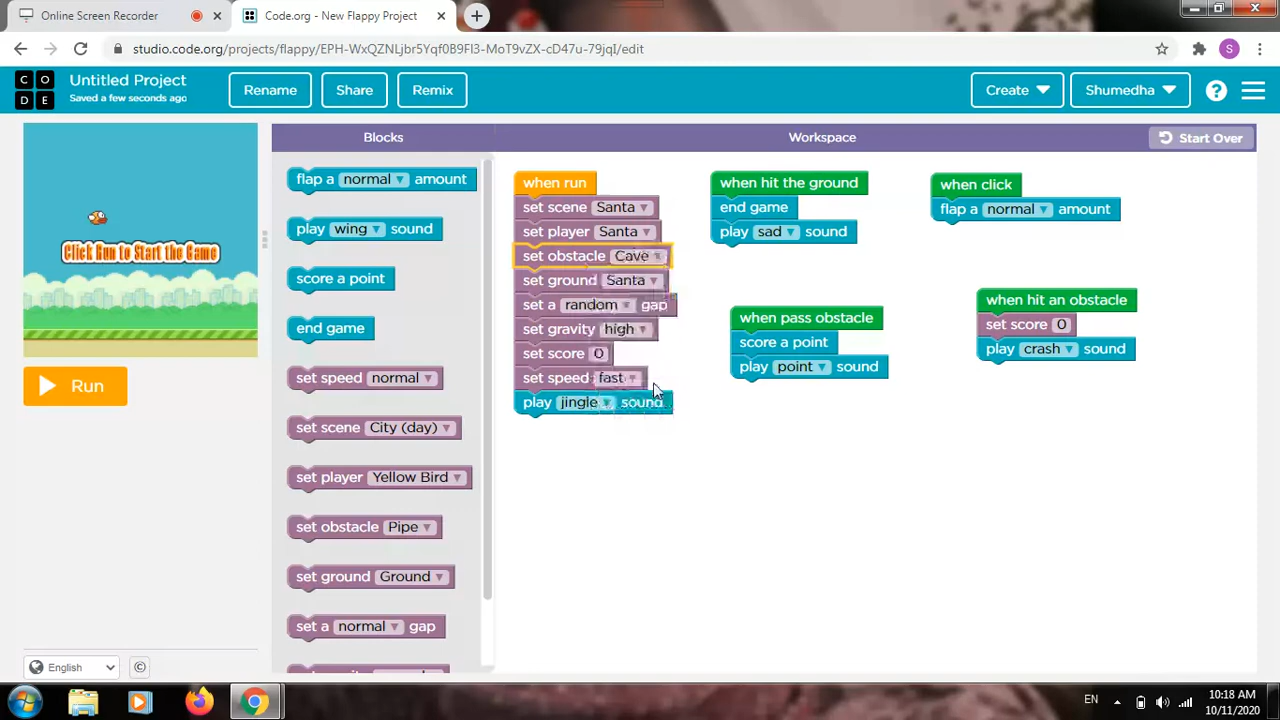 Online Screen Recorder
Code.org - New Flappy Project
studio.code.org/projects/flappy/EPH-WxQZNLjbr5Yqf0B9Fl3-MoT9vZX-cD47u-79jqI/edit
S
C O
D E
Untitled Project
Saved a few seconds ago
Rename
Share
Remix
Create
Shumedha
?
Blocks
Workspace
Start Over
Click Run to Start the Game
Run
flap a normal amount
play wing sound
score a point
end game
set speed normal
set scene City (day)
set player Yellow Bird
set obstacle Pipe
set ground Ground
set a normal gap
when run
set scene Santa
set player Santa
set obstacle Cave
set ground Santa
set a random gap
set gravity high
set score 0
set speed fast
play jingle sound
when hit the ground
end game
play sad sound
when click
flap a normal amount
when pass obstacle
score a point
play point sound
when hit an obstacle
set score 0
play crash sound
English
©
EN
10:18 AM
10/11/2020